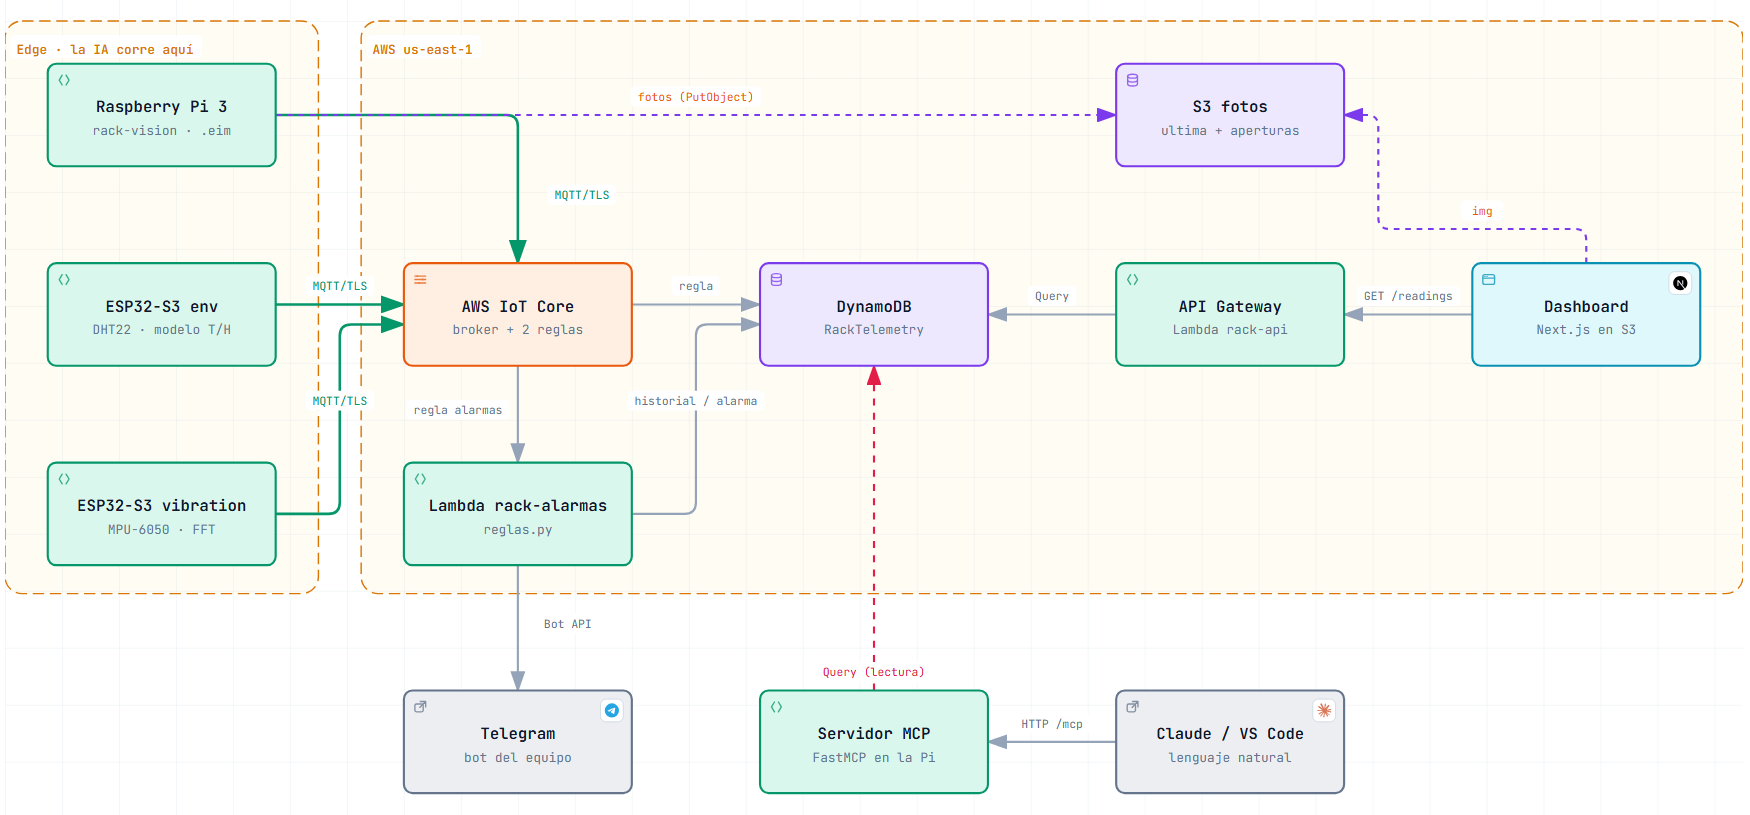 Edge · la IA corre aquí
AWS us-east-1
Raspberry Pi 3
rack-vision · .eim
fotos (PutObject)
S3 fotos
ultima + aperturas
MQTT/TLS
img
ESP32-S3 env
DHT22 · modelo T/H
MQTT/TLS
AWS IoT Core
broker + 2 reglas
regla
DynamoDB
RackTelemetry
Query
API Gateway
Lambda rack-api
GET /readings
Dashboard
Next.js en S3
MQTT/TLS
regla alarmas
historial / alarma
ESP32-S3 vibration
MPU-6050 · FFT
Lambda rack-alarmas
reglas.py
Bot API
Query (lectura)
Telegram
bot del equipo
Servidor MCP
FastMCP en la Pi
HTTP /mcp
Claude / VS Code
lenguaje natural